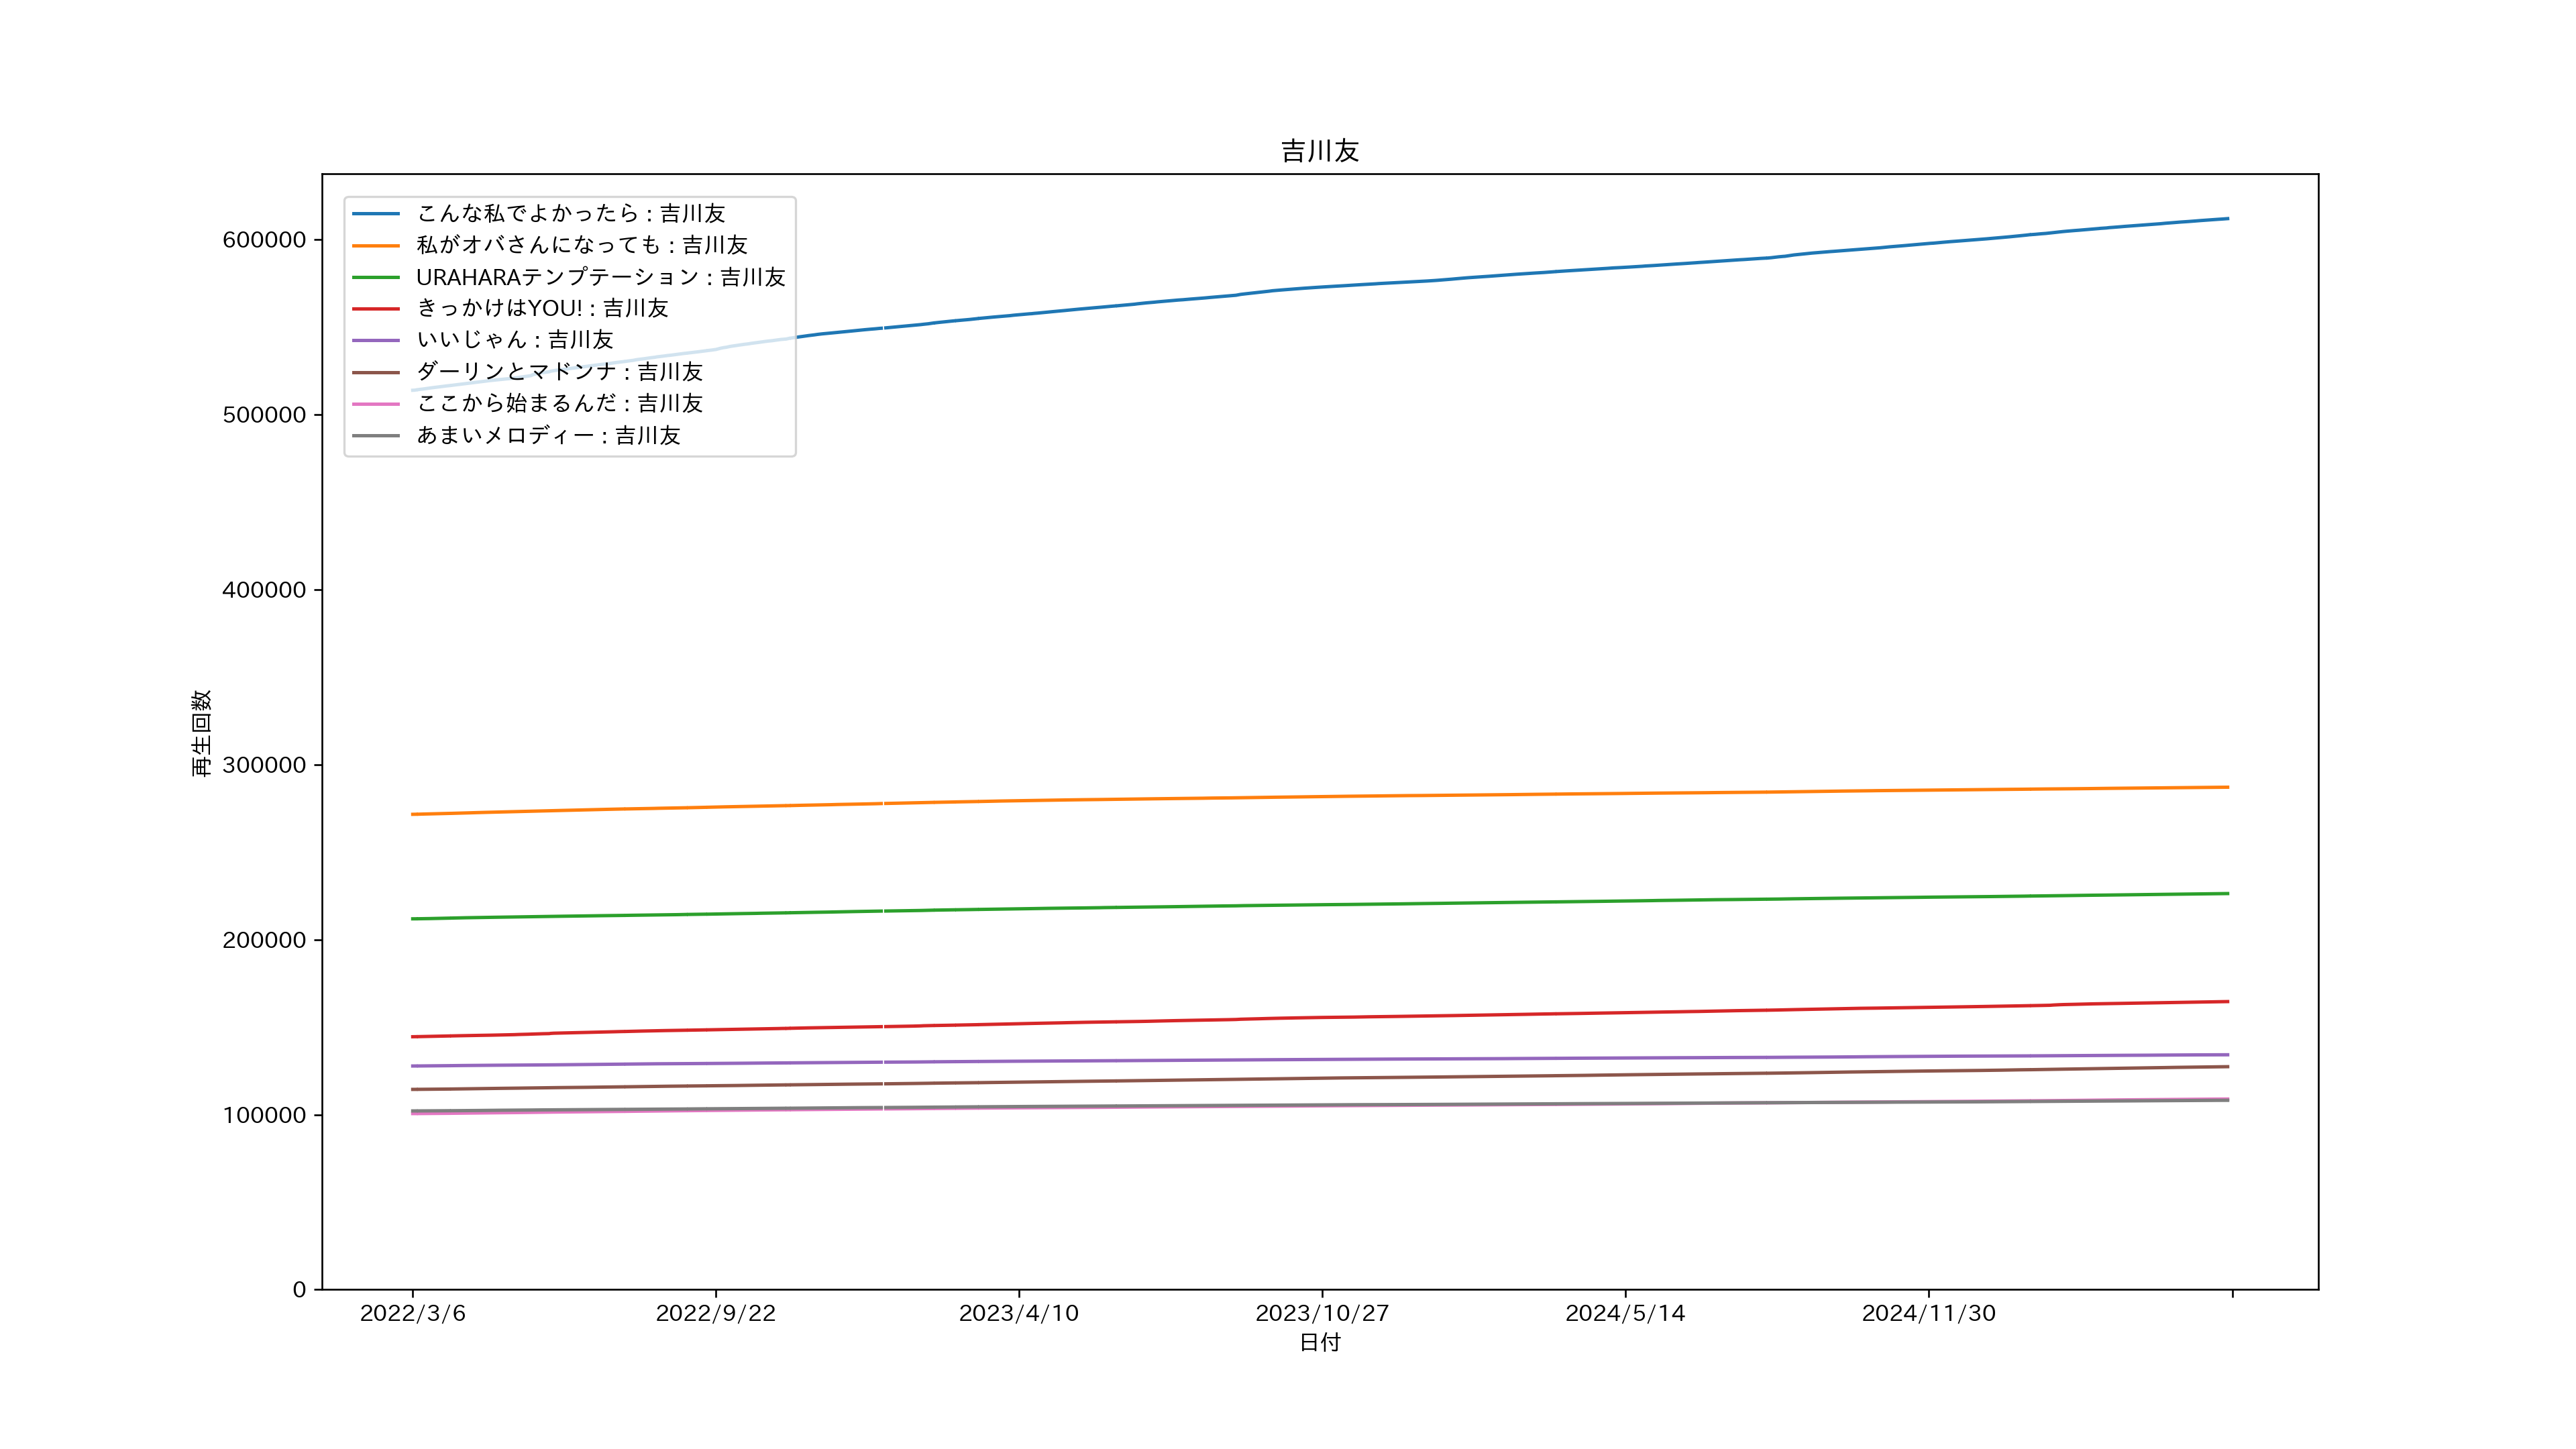 吉川友
こんな私でよかったら : 吉川友
私がオバさんになっても : 吉川友
URAHARAテンプテーション : 吉川友
きっかけはYOU! : 吉川友
いいじゃん : 吉川友
ダーリンとマドンナ : 吉川友
ここから始まるんだ : 吉川友
あまいメロディー : 吉川友
600000
500000
400000
300000
200000
100000
0
再生回数
2022/3/6
2022/9/22
2023/4/10
2023/10/27
2024/5/14
2024/11/30
日付